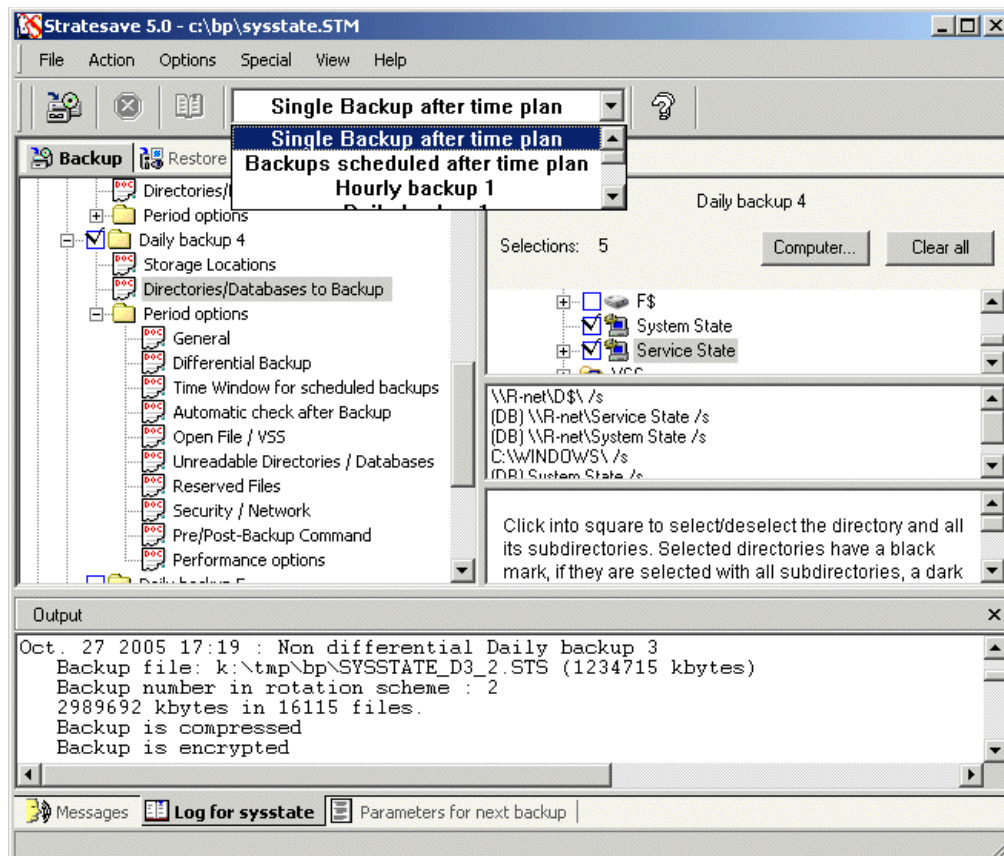 Stratesave 5.0 - c:\bp\sysstate.STM
File Action Options Special View Help
Single Backup after time plan
Single Backup after time plan
Backups scheduled after time plan
Hourly backup 1
Backup Restore
Directories/
Period options
Daily backup 4
Storage Locations
Directories/Databases to Backup
Period options
General
Differential Backup
Time Window for scheduled backups
Automatic check after Backup
Open File / VSS
Unreadable Directories / Databases
Reserved Files
Security / Network
Pre/Post-Backup Command
Performance options
Daily backup 5
Daily backup 4
Selections: 5 Computer... Clear all
F$
System State
Service State
VSS
\\R-net\D$\ /s
(DB) \\R-net\Service State /s
(DB) \\R-net\System State /s
C:\WINDOWS\ /s
(DB) System State /s
Click into square to select/deselect the directory and all
its subdirectories. Selected directories have a black
mark, if they are selected with all subdirectories, a dark
Output
Oct. 27 2005 17:19 : Non differential Daily backup 3
Backup file: k:\tmp\bp\SYSSTATE_D3_2.STS (1234715 kbytes)
Backup number in rotation scheme : 2
2989692 kbytes in 16115 files.
Backup is compressed
Backup is encrypted
Messages Log for sysstate Parameters for next backup